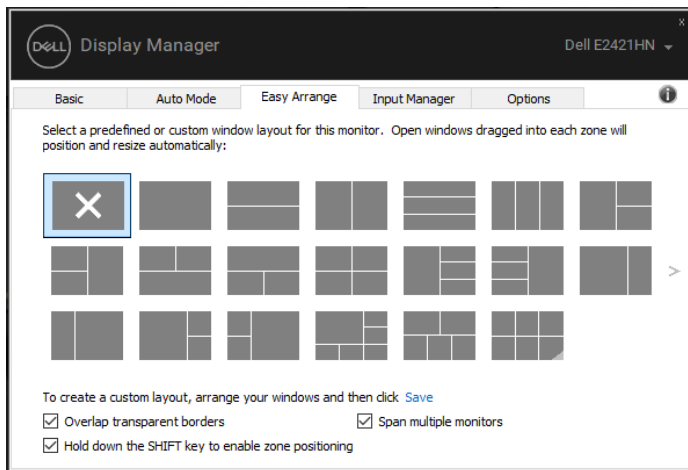 DELL Display Manager
Dell E2421HN
Basic
Auto Mode
Easy Arrange
Input Manager
Options
Select a predefined or custom window layout for this monitor. Open windows dragged into each zone will
position and resize automatically:
To create a custom layout, arrange your windows and then click Save
Overlap transparent borders
Span multiple monitors
Hold down the SHIFT key to enable zone positioning